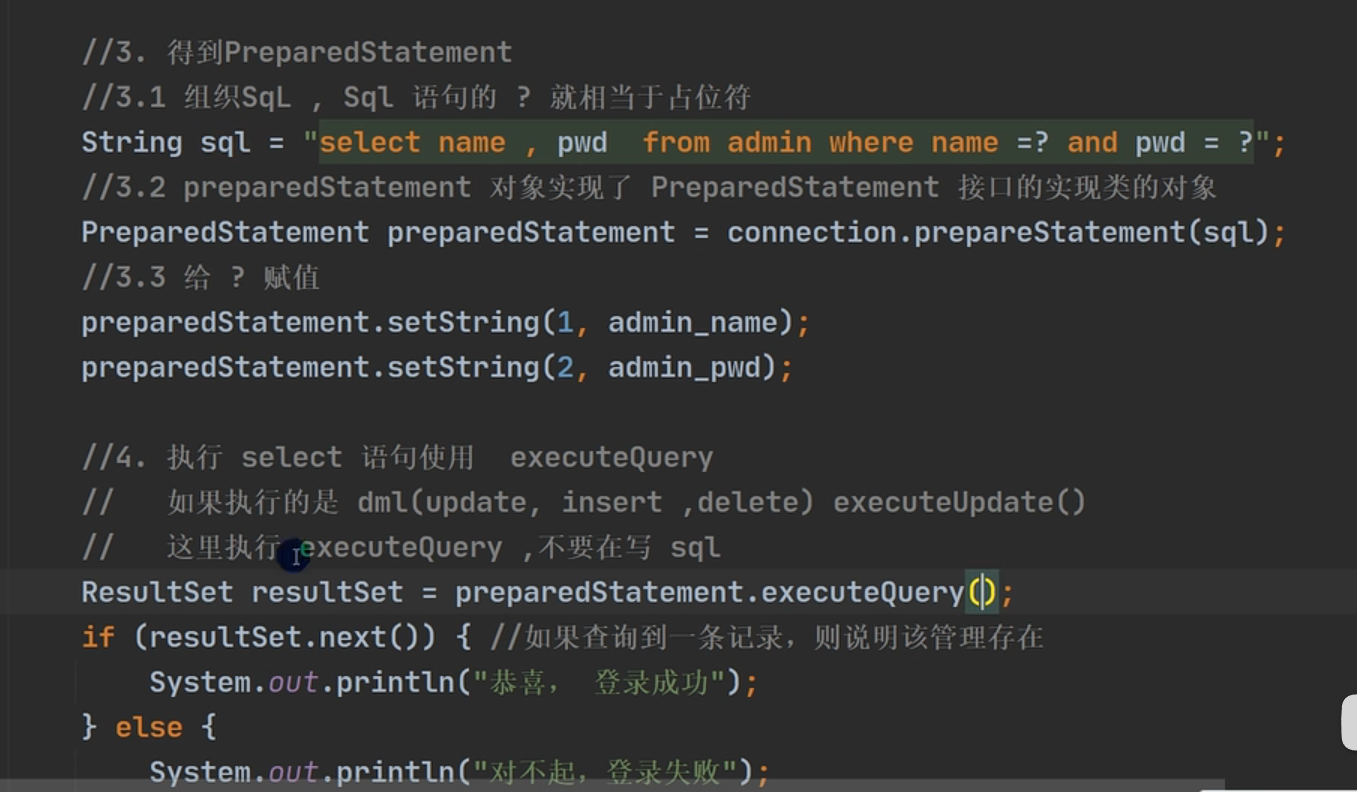 //3. 得到PreparedStatement
//3.1 组织SqL , Sql 语句的 ? 就相当于占位符
String sql = "select name , pwd  from admin where name =? and pwd = ?";
//3.2 preparedStatement 对象实现了 PreparedStatement 接口的实现类的对象
PreparedStatement preparedStatement = connection.prepareStatement(sql);
//3.3 给 ? 赋值
preparedStatement.setString(1, admin_name);
preparedStatement.setString(2, admin_pwd);
//4. 执行 select 语句使用  executeQuery
//   如果执行的是 dml(update, insert ,delete) executeUpdate()
//   这里执行 executeQuery ,不要在写 sql
ResultSet resultSet = preparedStatement.executeQuery();
if (resultSet.next()) { //如果查询到一条记录，则说明该管理存在
System.out.println("恭喜， 登录成功");
} else {
System.out.println("对不起，登录失败");